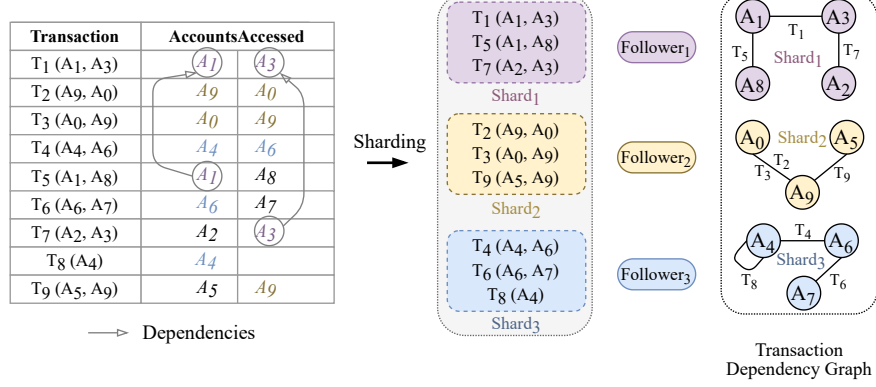 Transaction AccountsAccessed
T1 (A1, A3) A1 A3
T2 (A9, A0) A9 A0
T3 (A0, A9) A0 A9
T4 (A4, A6) A4 A6
T5 (A1, A8) A1 A8
T6 (A6, A7) A6 A7
T7 (A2, A3) A2 A3
T8 (A4) A4
T9 (A5, A9) A5 A9
Dependencies
Sharding
T1 (A1, A3)
T5 (A1, A8)
T7 (A2, A3)
Shard1
T2 (A9, A0)
T3 (A0, A9)
T9 (A5, A9)
Shard2
T4 (A4, A6)
T6 (A6, A7)
T8 (A4)
Shard3
Follower1
Follower2
Follower3
A1 A3
T1
T5 Shard1 T7
A8 A2
A0 Shard2 A5
T2
T3 T9
A9
T4
A4 A6
Shard3
T8 T6
A7
Transaction
Dependency Graph